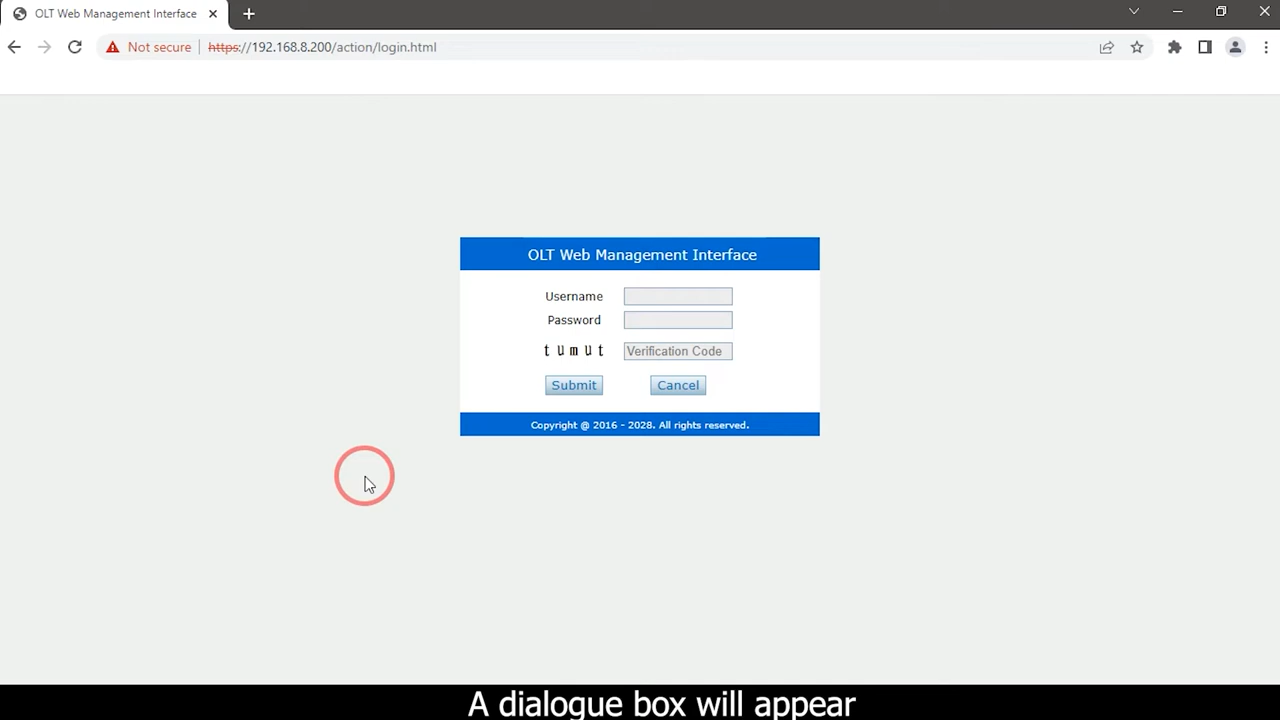 OLT Web Management Interface
Not secure https://192.168.8.200/action/login.html
OLT Web Management Interface
Username
Password
tumut Verification Code
Submit Cancel
Copyright @ 2016 - 2028. All rights reserved.
A dialogue box will appear